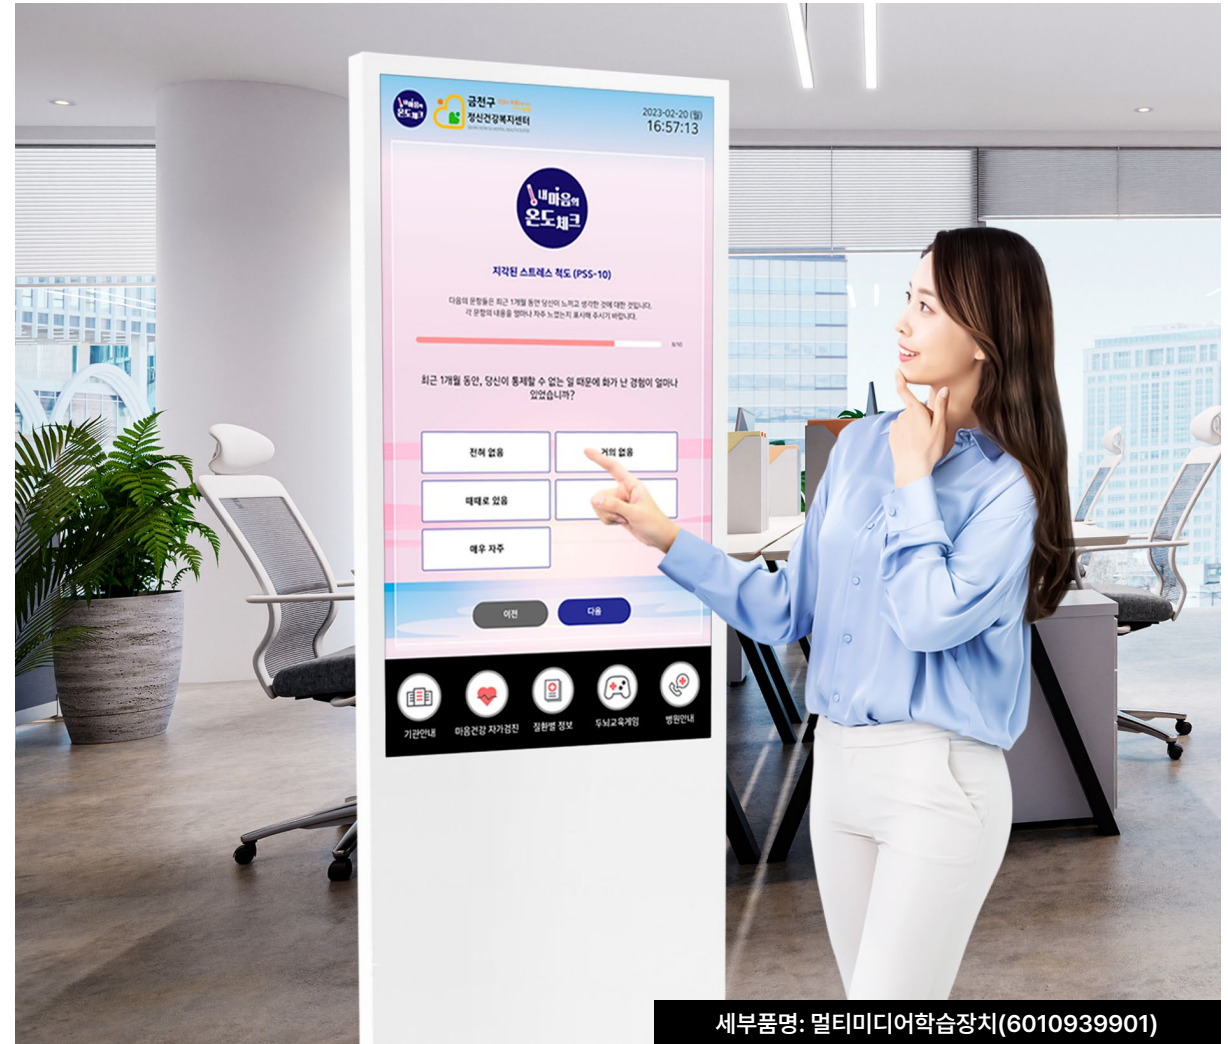 내 마음의
온도체크
금천구
정신건강복지센터
2023-02-20 (월)
16:57:13
내마음의
온도체크
지각된 스트레스 척도 (PSS-10)
다음의 문항들은 최근 1개월 동안 당신이 느끼고 생각한 것에 대한 것입니다.
각 문항의 내용을 얼마나 자주 느꼈는지 표시해 주시기 바랍니다.
최근 1개월 동안, 당신이 통제할 수 없는 일 때문에 화가 난 경험이 얼마나
있었습니까?
전혀 없음
거의 없음
때때로 있음
매우 자주
이전
다음
기관안내
마음건강 자가검진
질환별 정보
두뇌교육게임
병원안내
세부품명: 멀티미디어학습장치(6010939901)